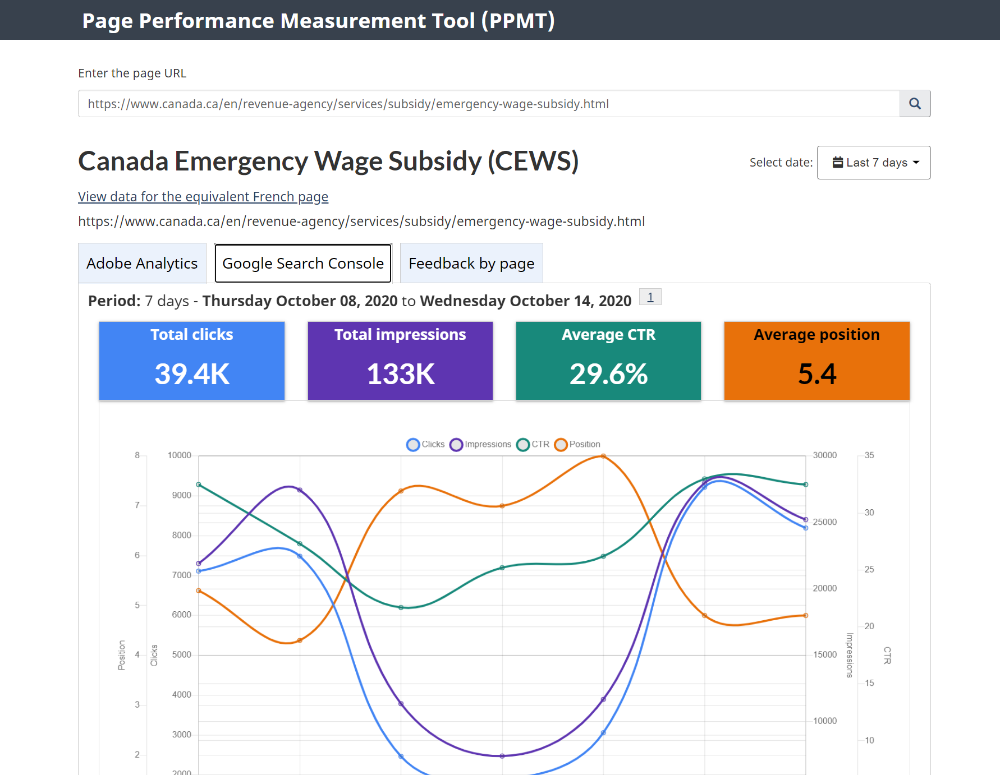 Page Performance Measurement Tool (PPMT)
Enter the page URL
https://www.canada.ca/en/revenue-agency/services/subsidy/emergency-wage-subsidy.html
Canada Emergency Wage Subsidy (CEWS)
Select date: Last 7 days
View data for the equivalent French page
https://www.canada.ca/en/revenue-agency/services/subsidy/emergency-wage-subsidy.html
Adobe Analytics Google Search Console Feedback by page
Period: 7 days - Thursday October 08, 2020 to Wednesday October 14, 2020 1
Total clicks Total impressions Average CTR Average position
39.4K 133K 29.6% 5.4
Clicks Impressions CTR Position
8 10000 30000 35
9000
7 30
25000
8000
6
25
7000
20000
5
6000
20
Position Clicks Impressions CTR
4 5000 15000
15
4000
3
10000
3000
10
2
2000